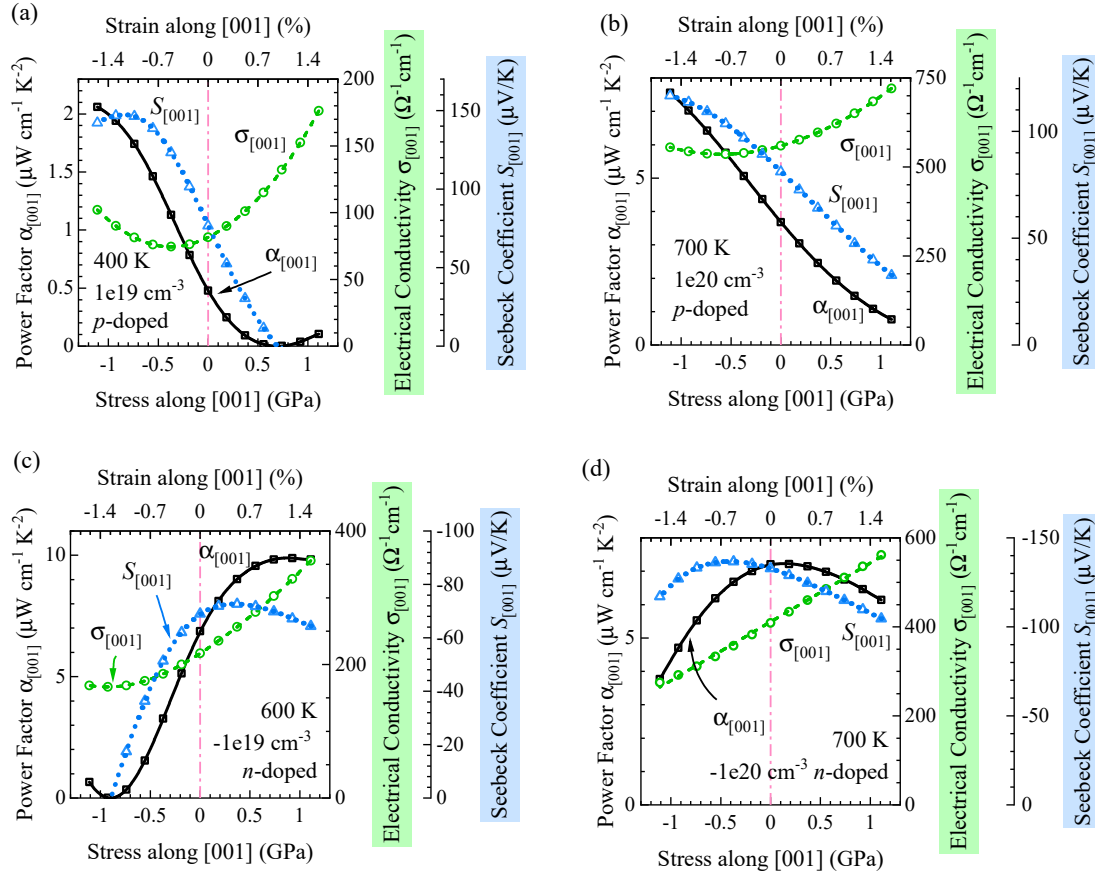 (a)
Strain along [001] (%)
-1.4 -0.7 0 0.7 1.4
Power Factor α[001] (μW cm⁻¹ K⁻²)
2
1.5
1
0.5
0
S[001]
σ[001]
α[001]
400 K
1e19 cm⁻³
p-doped
200
150
100
50
0
Electrical Conductivity σ[001] (Ω⁻¹cm⁻¹)
150
100
50
0
Seebeck Coefficient S[001] (μV/K)
-1 -0.5 0 0.5 1
Stress along [001] (GPa)
(b)
Strain along [001] (%)
-1.4 -0.7 0 0.7 1.4
Power Factor α[001] (μW cm⁻¹ K⁻²)
5
0
σ[001]
S[001]
α[001]
700 K
1e20 cm⁻³
p-doped
750
500
250
0
Electrical Conductivity σ[001] (Ω⁻¹cm⁻¹)
100
50
0
Seebeck Coefficient S[001] (μV/K)
-1 -0.5 0 0.5 1
Stress along [001] (GPa)
(c)
Strain along [001] (%)
-1.4 -0.7 0 0.7 1.4
Power Factor α[001] (μW cm⁻¹ K⁻²)
10
5
0
α[001]
S[001]
σ[001]
600 K
-1e19 cm⁻³
n-doped
400
200
0
Electrical Conductivity σ[001] (Ω⁻¹cm⁻¹)
-100
-80
-60
-40
-20
0
Seebeck Coefficient S[001] (μV/K)
-1 -0.5 0 0.5 1
Stress along [001] (GPa)
(d)
Strain along [001] (%)
-1.4 -0.7 0 0.7 1.4
Power Factor α[001] (μW cm⁻¹ K⁻²)
5
0
σ[001]
S[001]
α[001]
700 K
-1e20 cm⁻³ n-doped
600
400
200
0
Electrical Conductivity σ[001] (Ω⁻¹cm⁻¹)
-150
-100
-50
0
Seebeck Coefficient S[001] (μV/K)
-1 -0.5 0 0.5 1
Stress along [001] (GPa)